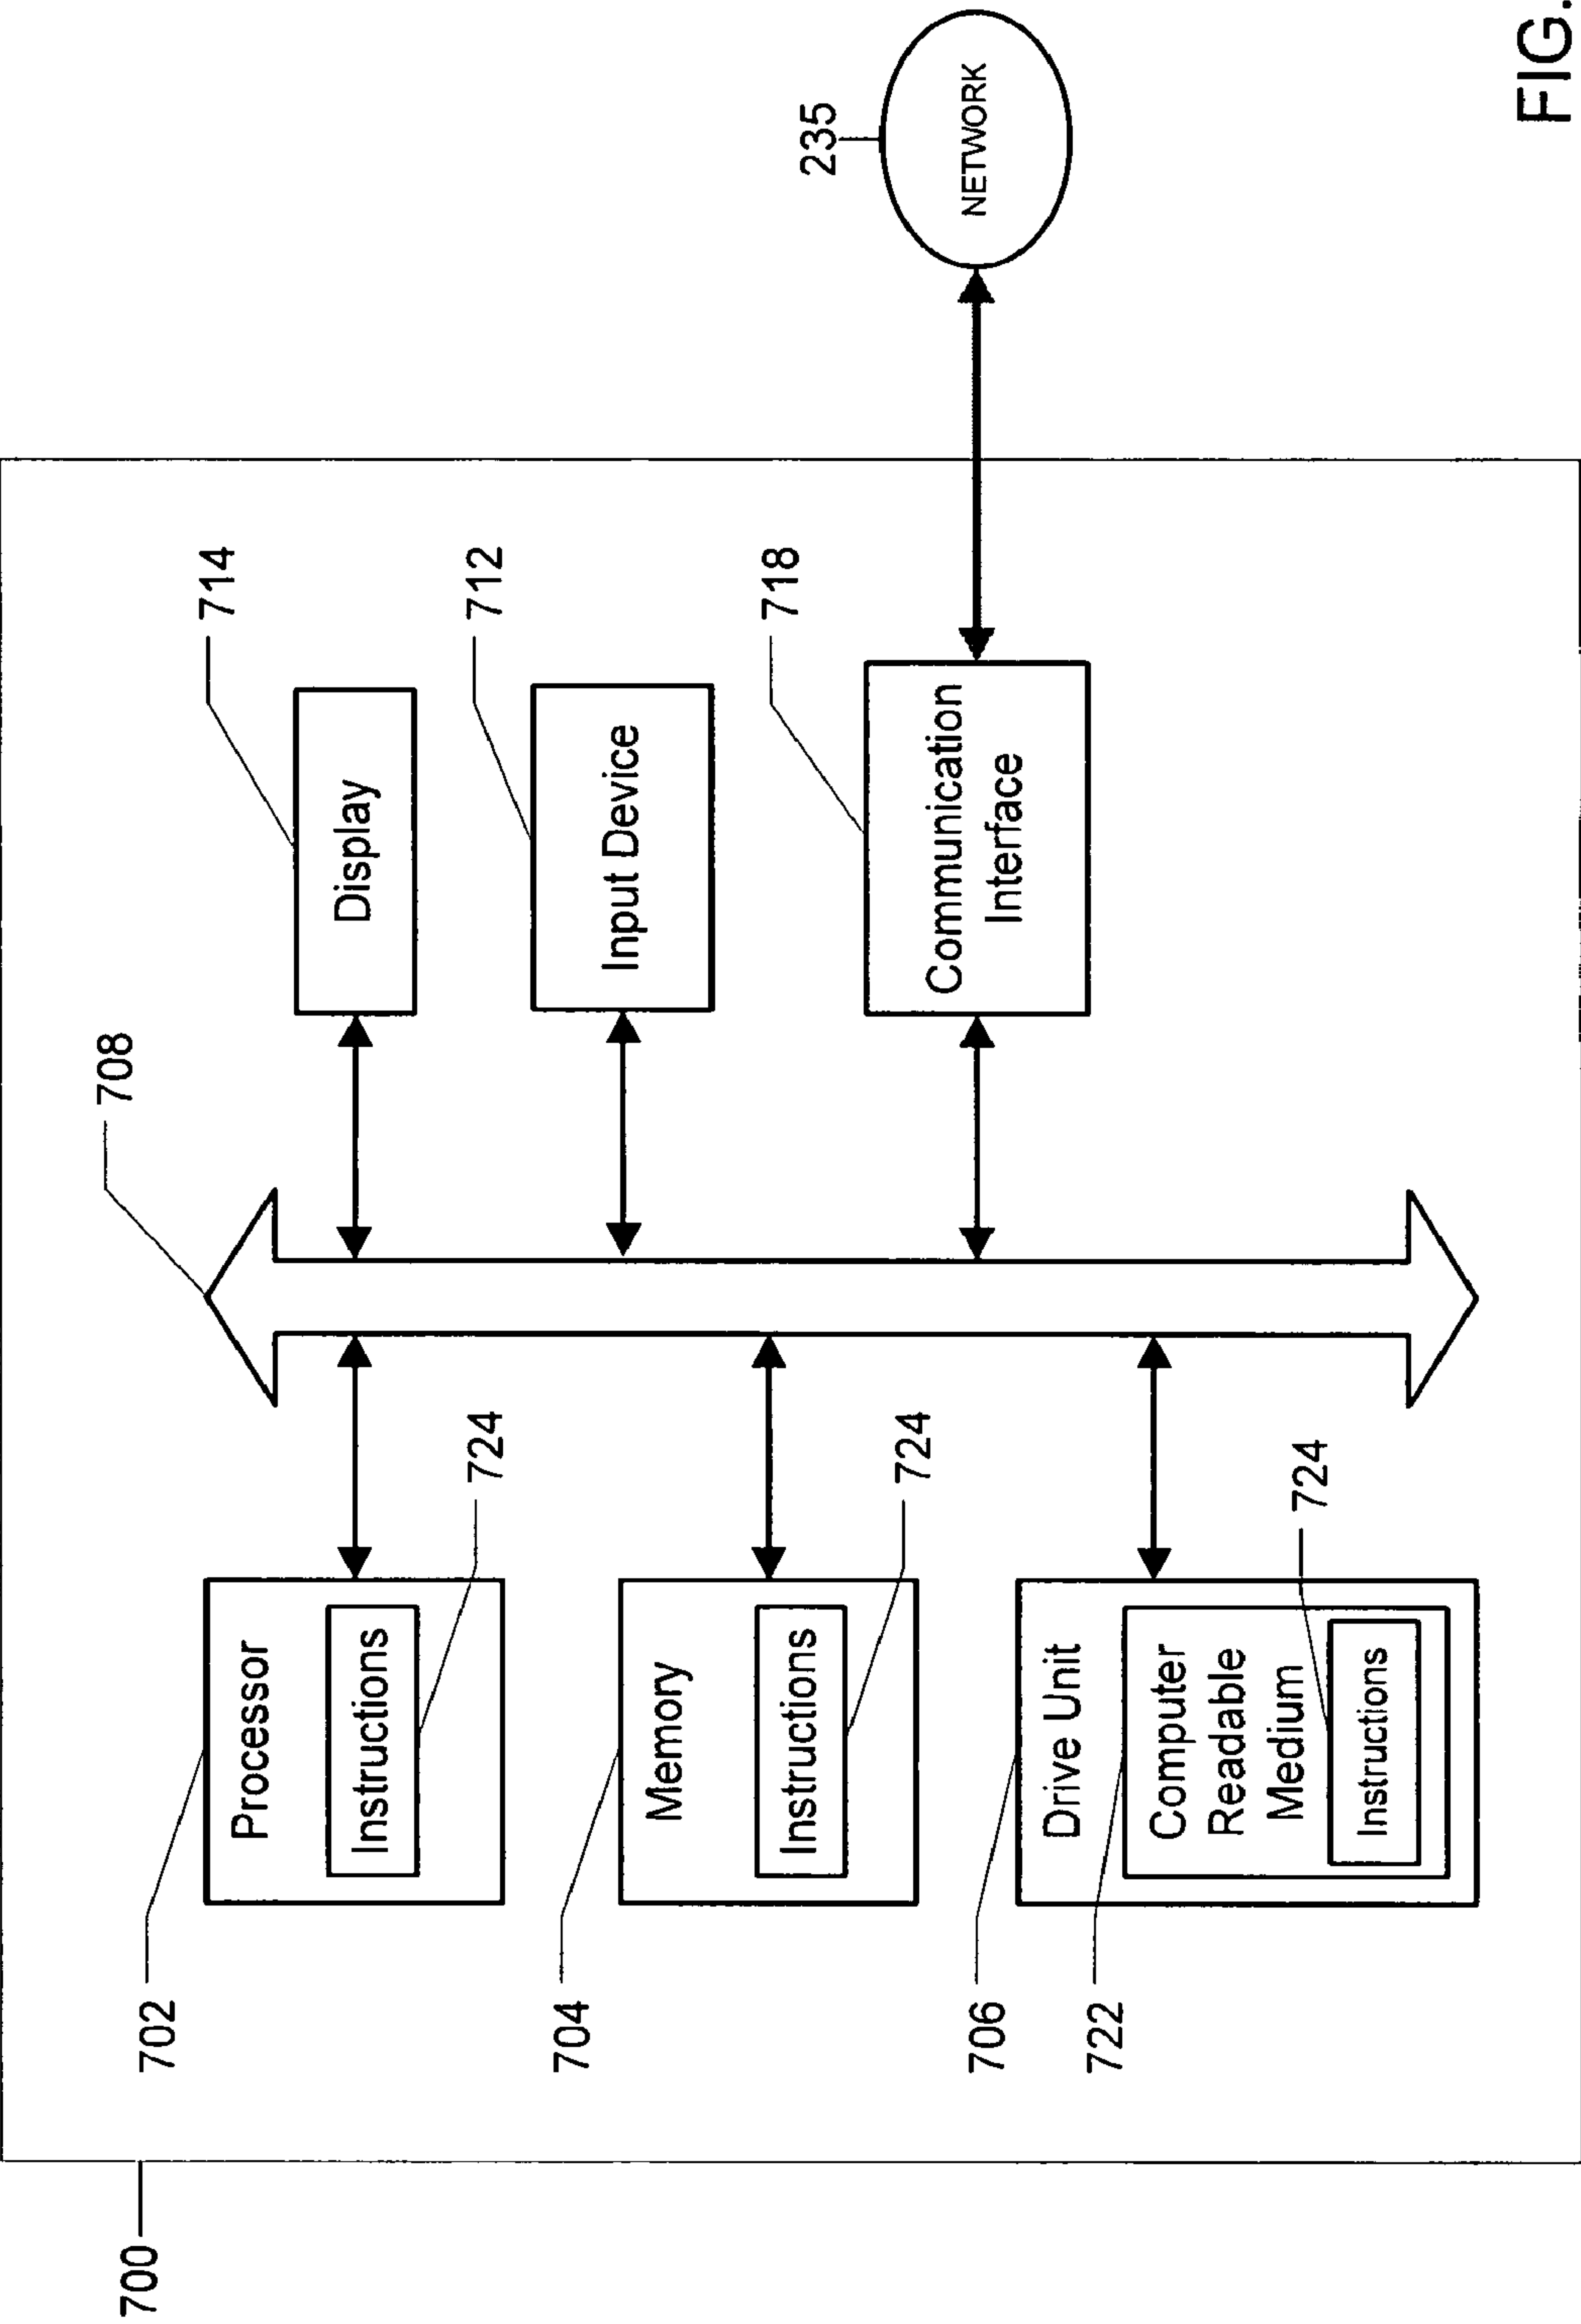 700
702
Processor
Instructions
724
704
Memory
Instructions
724
706
722
Drive Unit
Computer
Readable
Medium
Instructions
724
708
714
Display
712
Input Device
718
Communication
Interface
235
NETWORK
FIG.